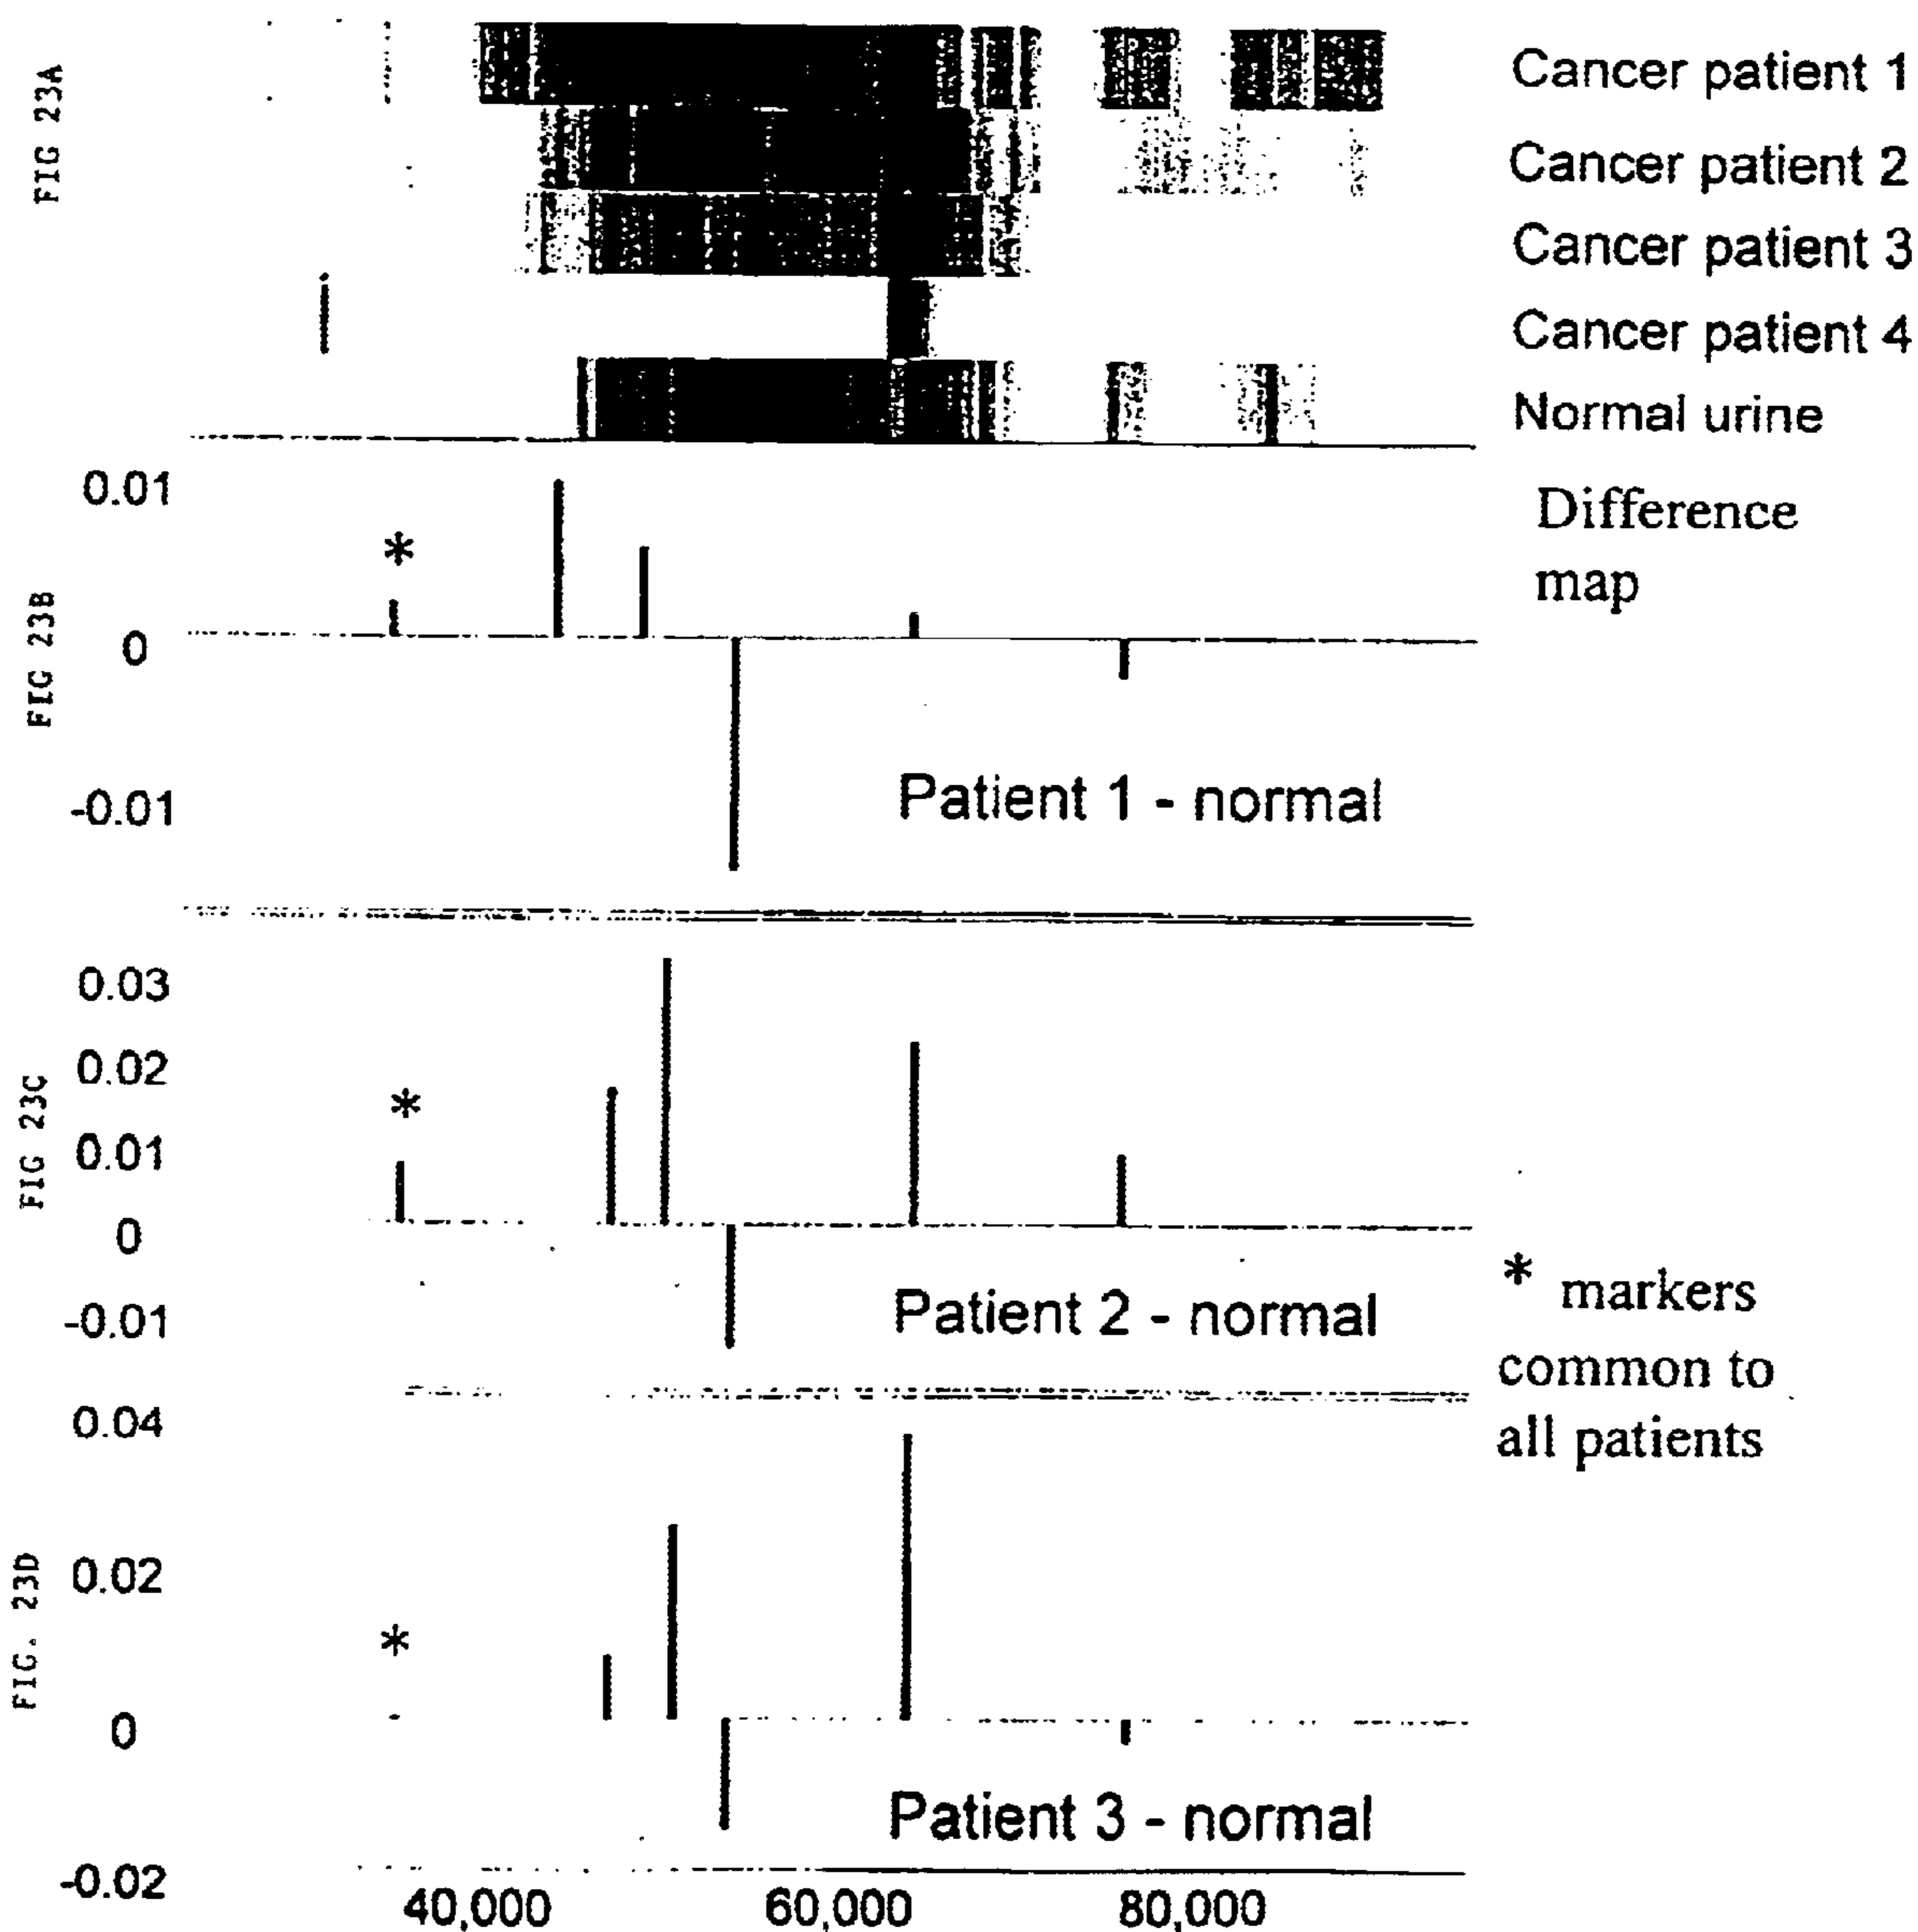 FIG 23A
Cancer patient 1
Cancer patient 2
Cancer patient 3
Cancer patient 4
Normal urine
Difference
map
FIG 23B
0.01
*
0
-0.01
Patient 1 - normal
FIG 23C
0.03
0.02
*
0.01
0
-0.01
Patient 2 - normal
* markers
common to
all patients
FIG. 23D
0.04
0.02
*
0
Patient 3 - normal
-0.02
40,000
60,000
80,000